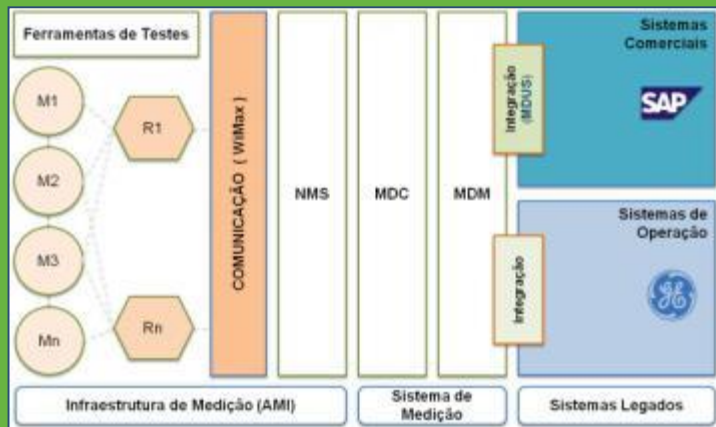 Ferramentas de Testes
M1
M2
M3
Mn
R1
Rn
COMUNICAÇÃO ( WiMax )
NMS
MDC
MDM
Integração
(MDUS)
Integração
Sistemas
Comerciais
SAP
Sistemas de
Operação
GE
Infraestrutura de Medição (AMI)
Sistema de
Medição
Sistemas Legados